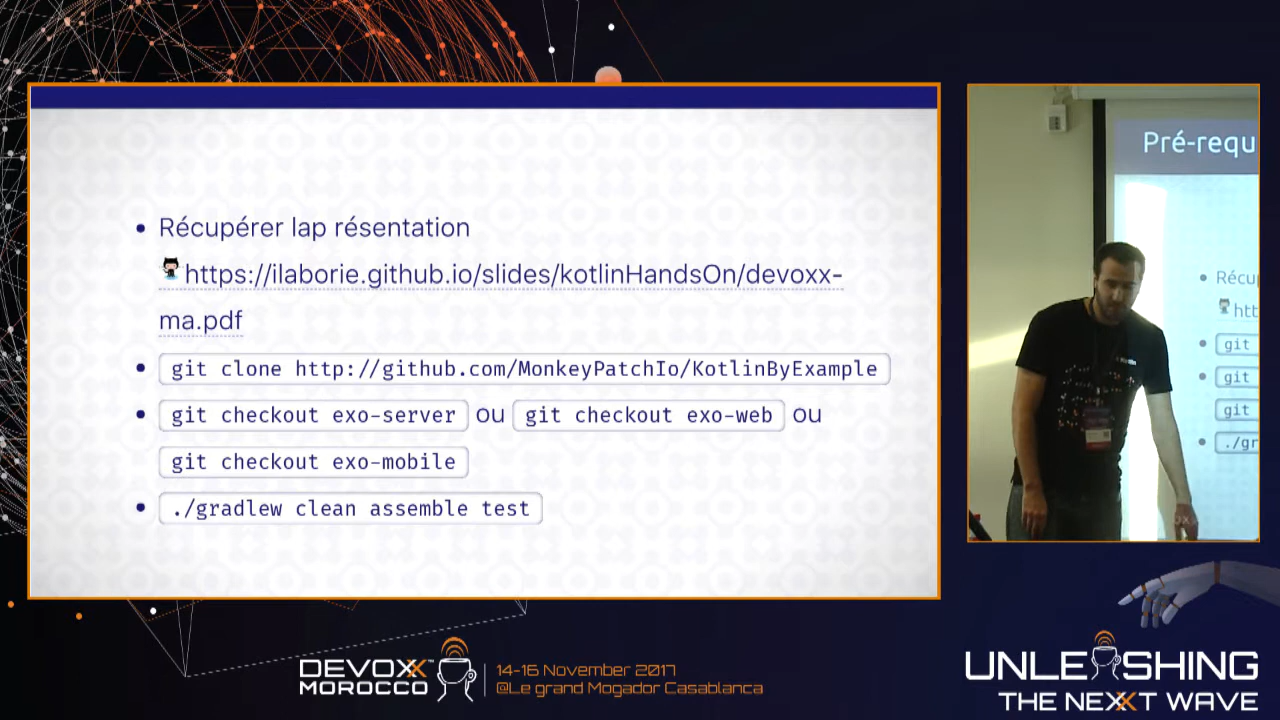 Récupérer lap résentation
https://ilaborie.github.io/slides/kotlinHandsOn/devoxx-
ma.pdf
git clone http://github.com/MonkeyPatchIo/KotlinByExample
git checkout exo-server ou git checkout exo-web ou
git checkout exo-mobile
./gradlew clean assemble test
Pré-requ
Récu
htt
git
git
git
./gr
DEVOXX™
MOROCCO
14-16 November 2017
@Le grand Mogador Casablanca
UNLEASHING
THE NEXXT WAVE